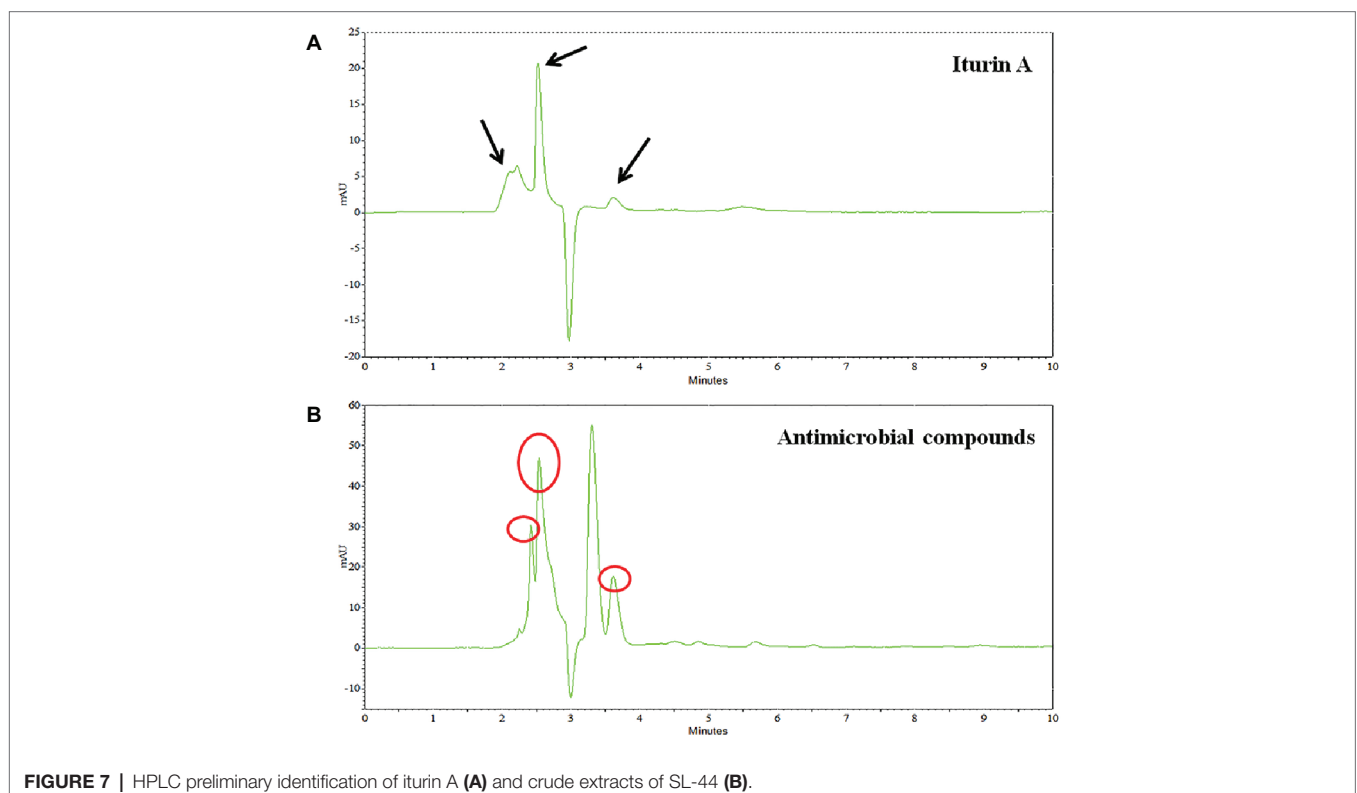 A
Iturin A
25
20
15
10
5
0
-5
-10
-15
-20
mAU
0 1 2 3 4 5 6 7 8 9 10
Minutes
B
Antimicrobial compounds
60
50
40
30
20
10
0
-10
mAU
0 1 2 3 4 5 6 7 8 9 10
Minutes
FIGURE 7 | HPLC preliminary identification of iturin A (A) and crude extracts of SL-44 (B).